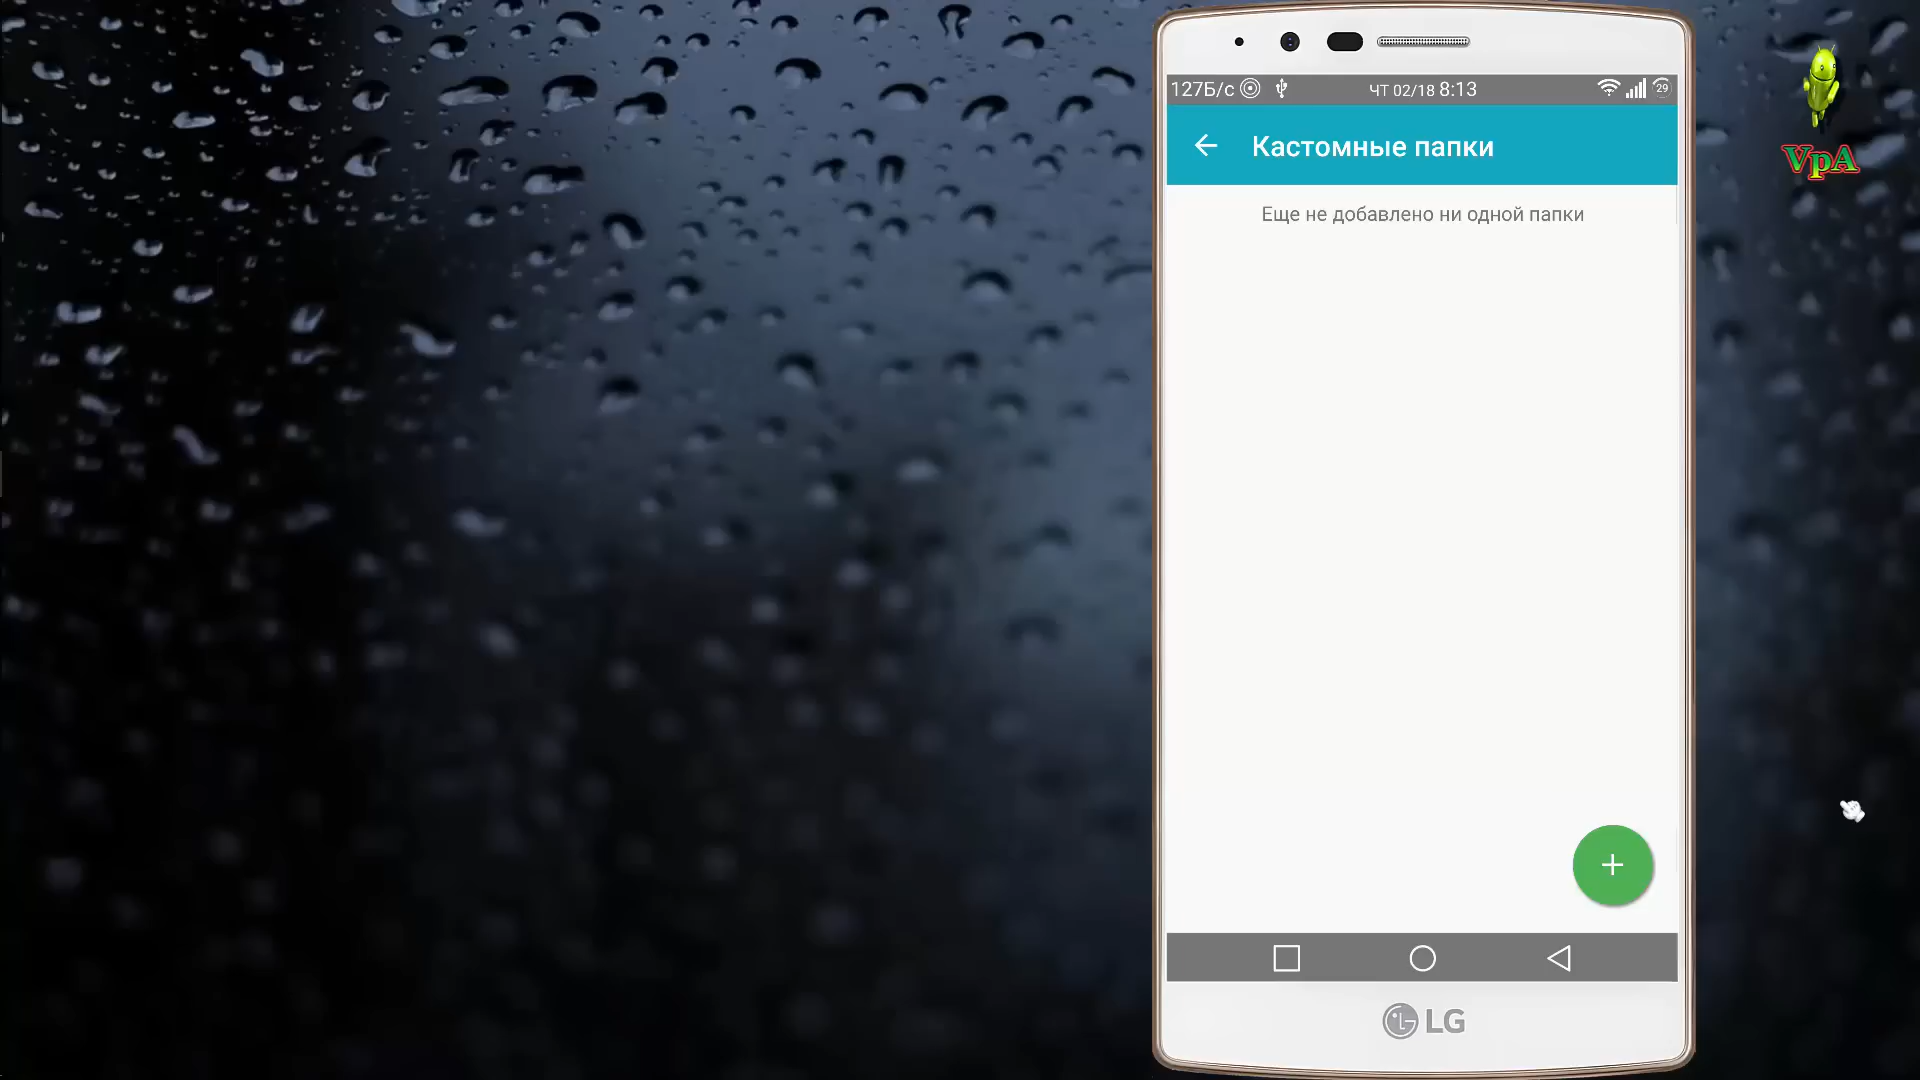 127Б/с ЧТ 02/18 8:13 29
VpA
Кастомные папки
Еще не добавлено ни одной папки
LG